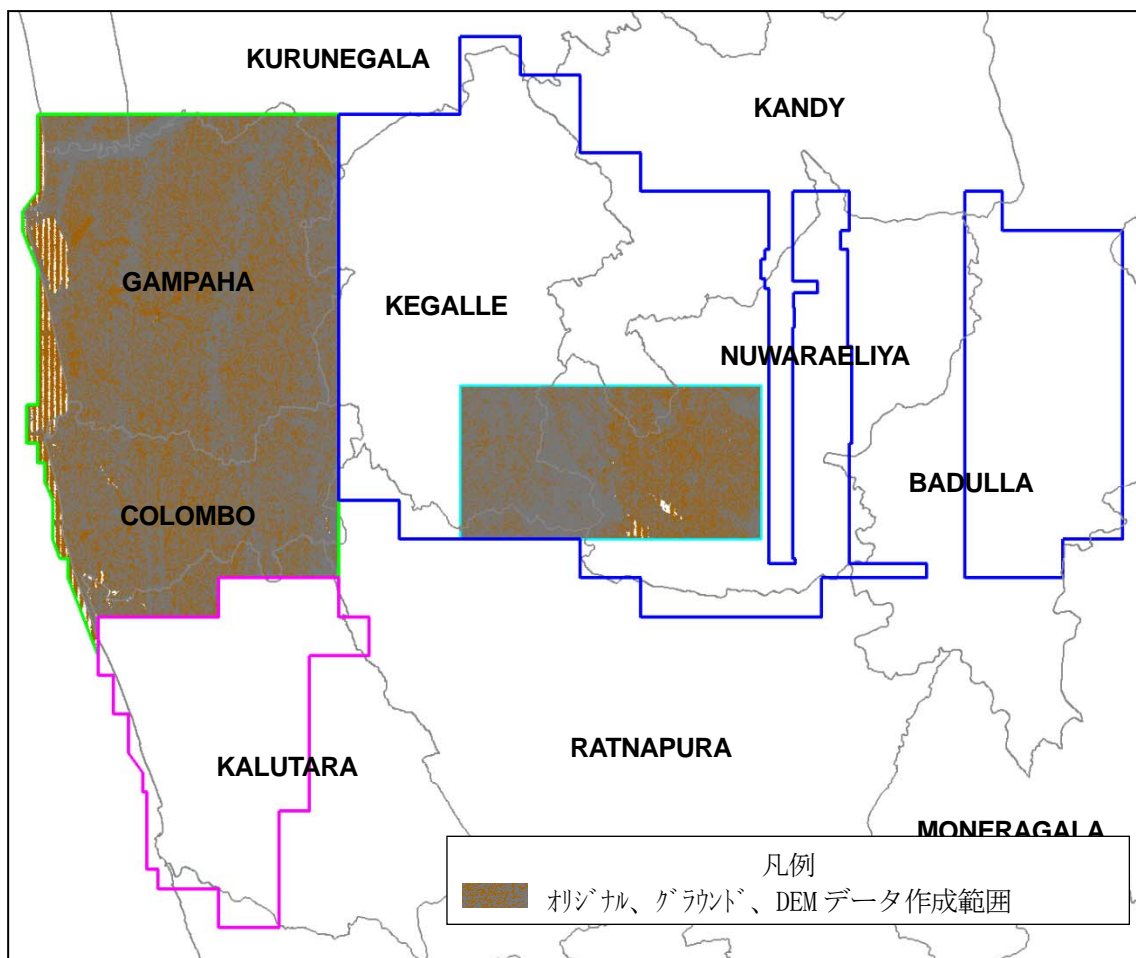 KURUNEGALA
KANDY
GAMPAHA
KEGALLE
NUWARAELIYA
BADULLA
COLOMBO
RATNAPURA
KALUTARA
MONERAGALA
凡例
ｵﾘｼﾞﾅﾙ、ｸﾞﾗｳﾝﾄﾞ、DEM データ作成範囲